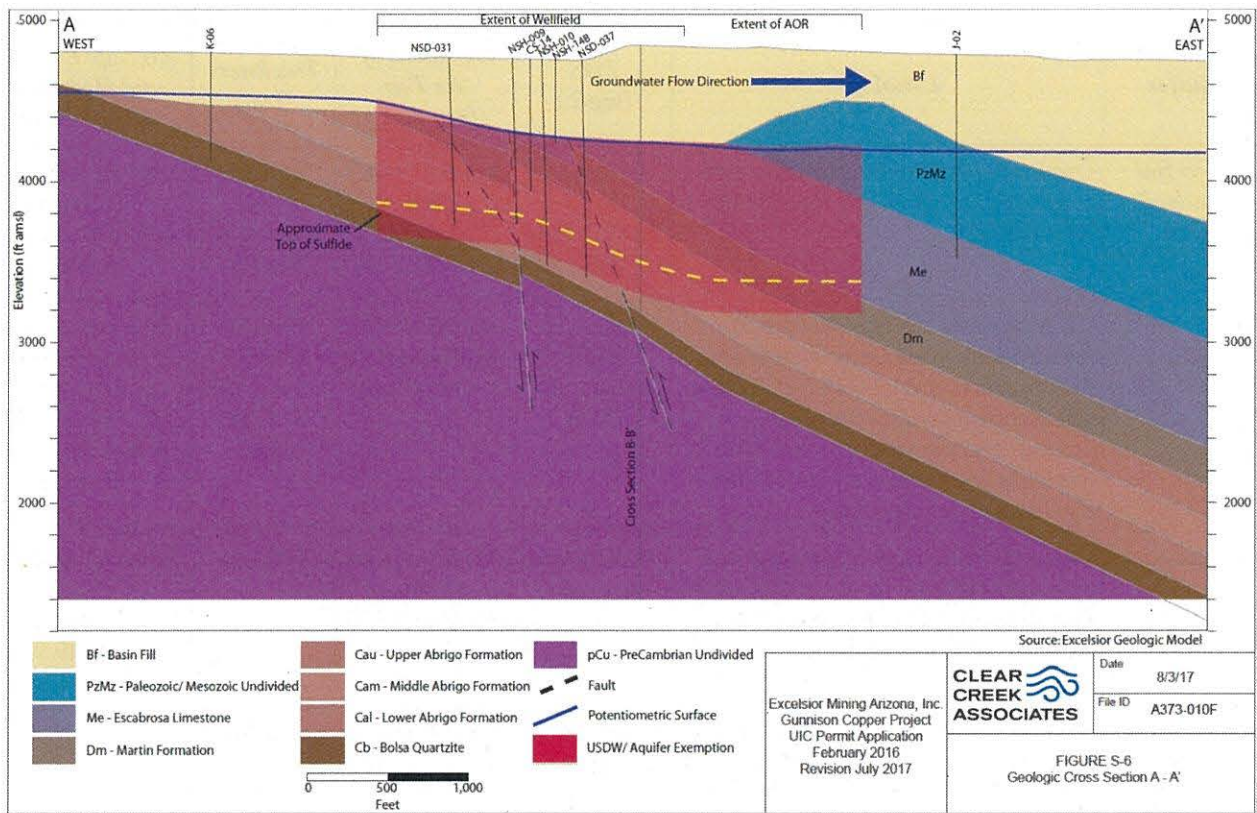 A
WEST
Extent of Wellfield
Extent of AOR
A'
EAST
5000
4000
3000
2000
Elevation (ft amsl)
5000
4000
3000
2000
K-06
NSD-031
NSH-009
CS-14
NSH-010
NSH-14B
NSD-037
J-02
Groundwater Flow Direction
Bf
PzMz
Me
Dm
Approximate
Top of Sulfide
Cross Section B-B'
Source: Excelsior Geologic Model
Bf - Basin Fill
PzMz - Paleozoic/ Mesozoic Undivided
Me - Escabrosa Limestone
Dm - Martin Formation
Cau - Upper Abrigo Formation
Cam - Middle Abrigo Formation
Cal - Lower Abrigo Formation
Cb - Bolsa Quartzite
pCu - PreCambrian Undivided
Fault
Potentiometric Surface
USDW/ Aquifer Exemption
0 500 1,000
Feet
Excelsior Mining Arizona, Inc.
Gunnison Copper Project
UIC Permit Application
February 2016
Revision July 2017
CLEAR
CREEK
ASSOCIATES
Date
8/3/17
File ID
A373-010F
FIGURE S-6
Geologic Cross Section A - A'